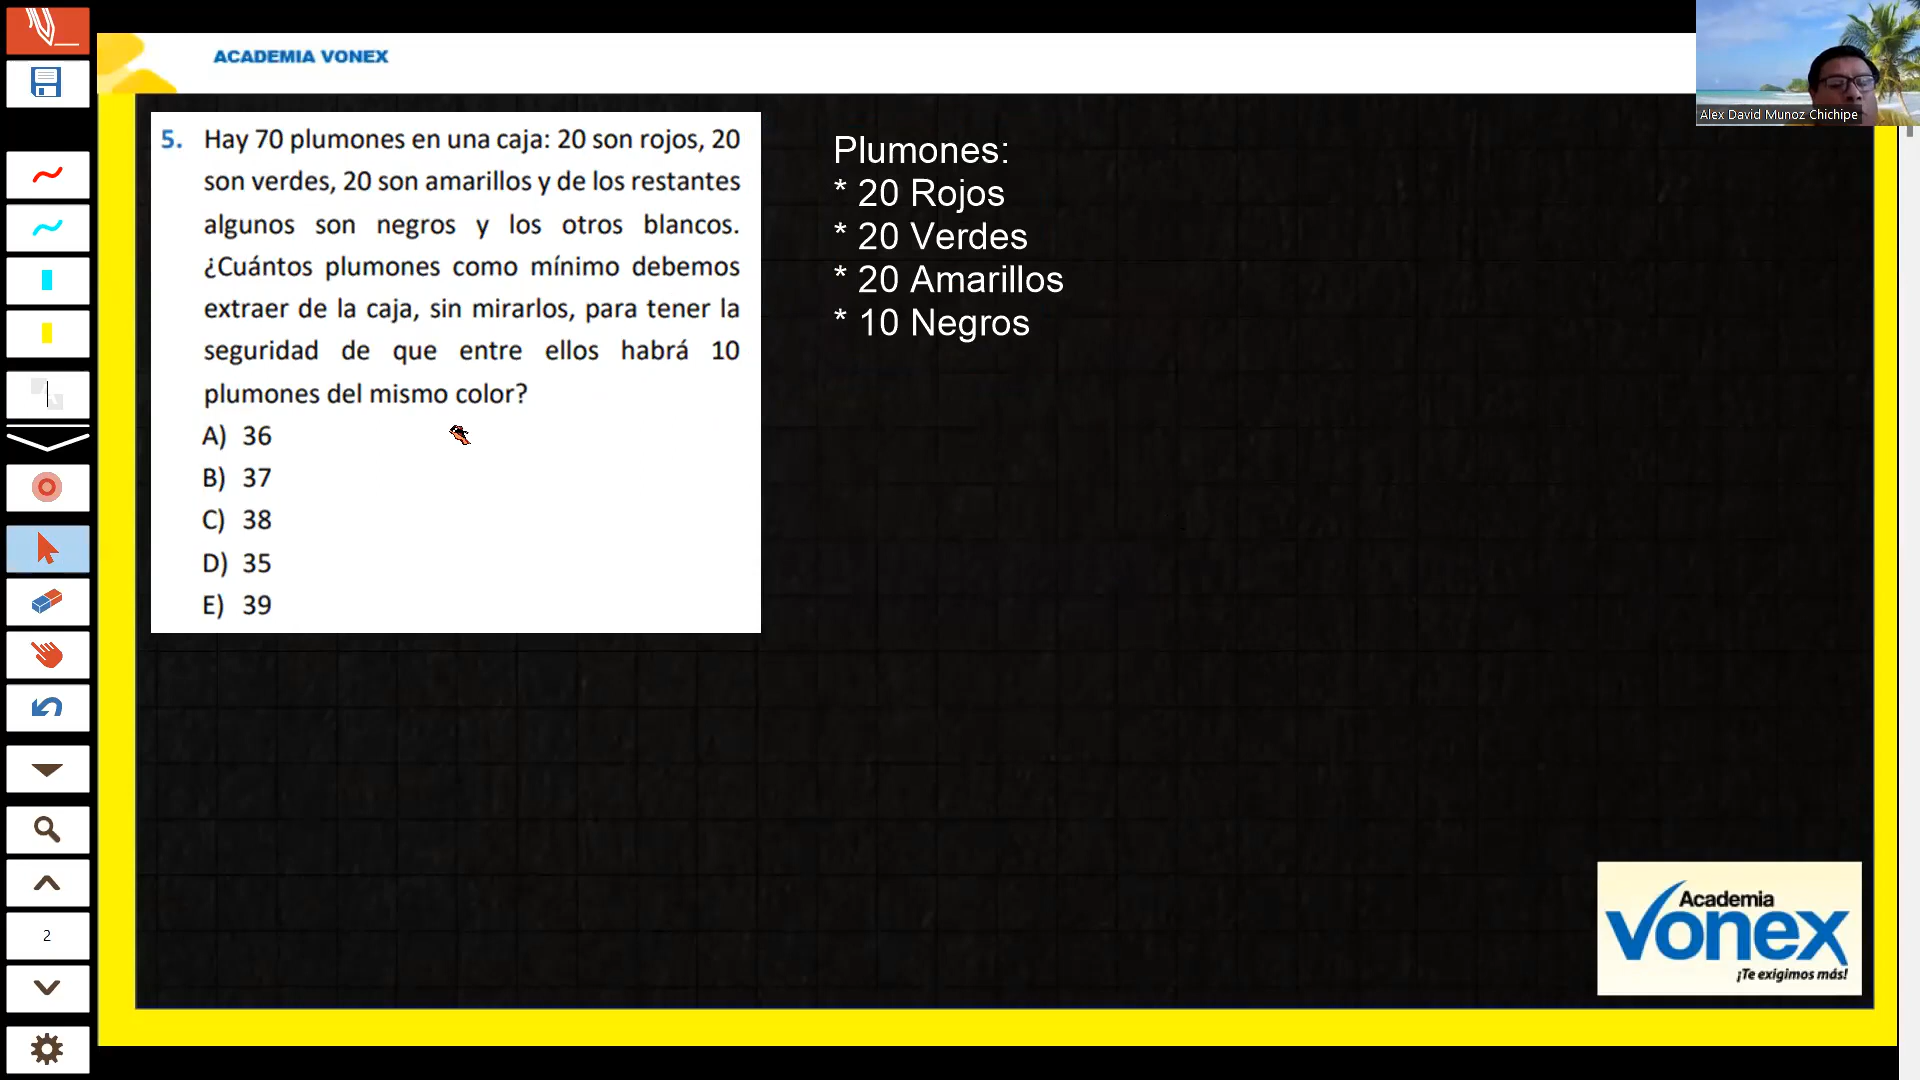 ACADEMIA VONEX
Alex David Munoz Chichipe
5. Hay 70 plumones en una caja: 20 son rojos, 20
son verdes, 20 son amarillos y de los restantes
algunos son negros y los otros blancos.
¿Cuántos plumones como mínimo debemos
extraer de la caja, sin mirarlos, para tener la
seguridad de que entre ellos habrá 10
plumones del mismo color?
A) 36
B) 37
C) 38
D) 35
E) 39
Plumones:
* 20 Rojos
* 20 Verdes
* 20 Amarillos
* 10 Negros
2
Academia
vonex
¡Te exigimos más!